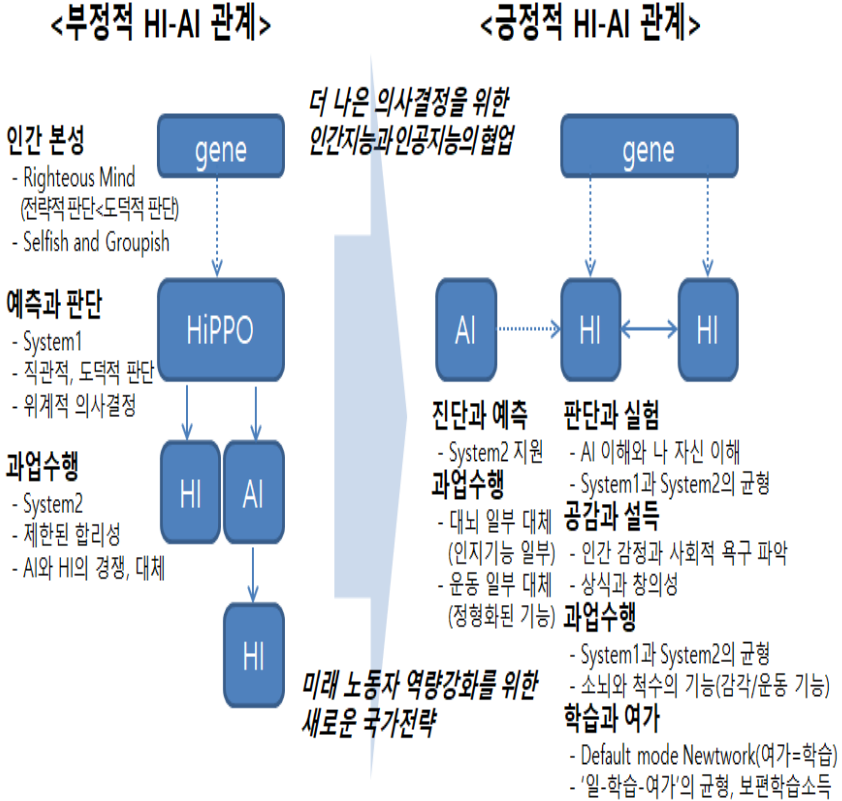 <부정적 HI-AI 관계>
인간 본성
- Righteous Mind
(전략적 판단<도덕적 판단)
- Selfish and Groupish
예측과 판단
- System1
- 직관적, 도덕적 판단
- 위계적 의사결정
과업수행
- System2
- 제한된 합리성
- AI와 HI의 경쟁, 대체
gene
HiPPO
HI
AI
HI
더 나은 의사결정을 위한
인간지능과 인공지능의 협업
미래 노동자 역량강화를 위한
새로운 국가전략
<긍정적 HI-AI 관계>
gene
AI
HI
HI
진단과 예측
- System2 지원
과업수행
- 대뇌 일부 대체
(인지기능 일부)
- 운동 일부 대체
(정형화된 기능)
판단과 실험
- AI 이해와 나 자신 이해
- System1과 System2의 균형
공감과 설득
- 인간 감정과 사회적 욕구 파악
- 상식과 창의성
과업수행
- System1과 System2의 균형
- 소뇌와 척수의 기능(감각/운동 기능)
학습과 여가
- Default mode Newtwork(여가=학습)
- ‘일-학습-여가’의 균형, 보편학습소득